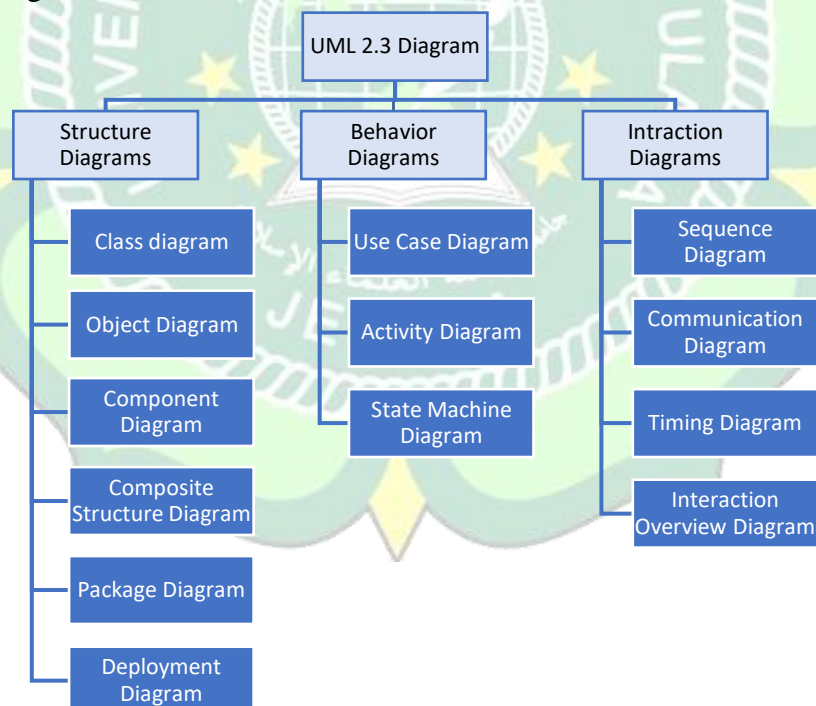 UML 2.3 Diagram
Structure
Diagrams
Behavior
Diagrams
Intraction
Diagrams
Class diagram
Object Diagram
Component
Diagram
Composite
Structure Diagram
Package Diagram
Deployment
Diagram
Use Case Diagram
Activity Diagram
State Machine
Diagram
Sequence
Diagram
Communication
Diagram
Timing Diagram
Interaction
Overview Diagram